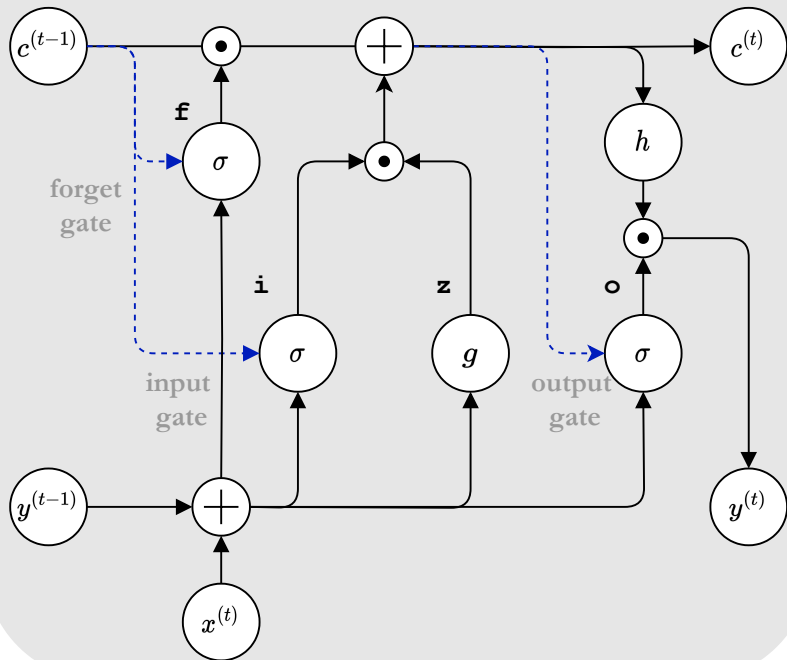 c^{(t-1)}
c^{(t)}
f
σ
h
forget
gate
i
z
o
σ
g
σ
input
gate
output
gate
y^{(t-1)}
y^{(t)}
x^{(t)}